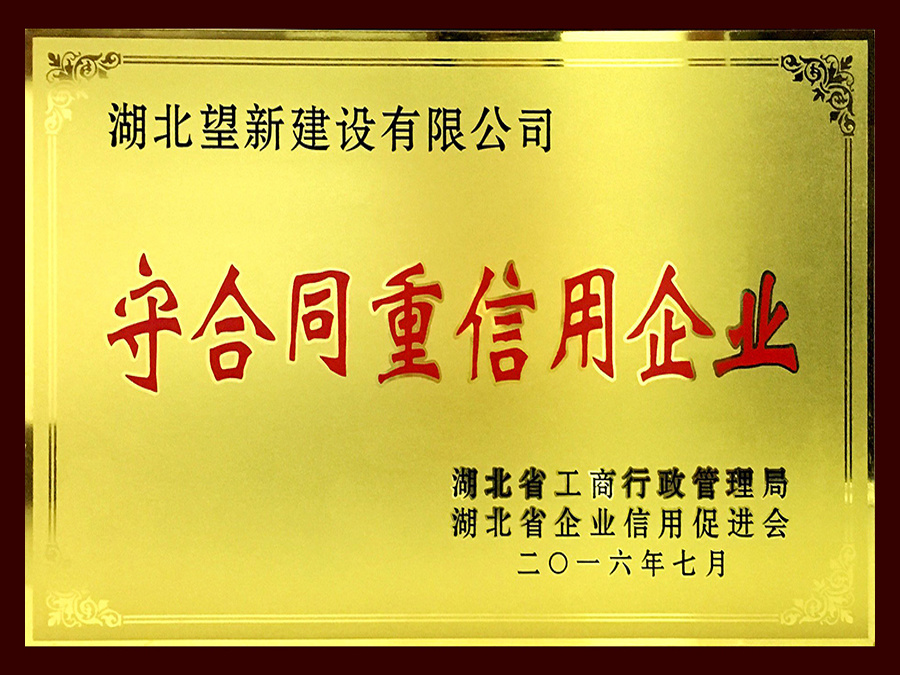 湖北望新建设有限公司
守合同重信用企业
湖北省工商行政管理局
湖北省企业信用促进会
二〇一六年七月